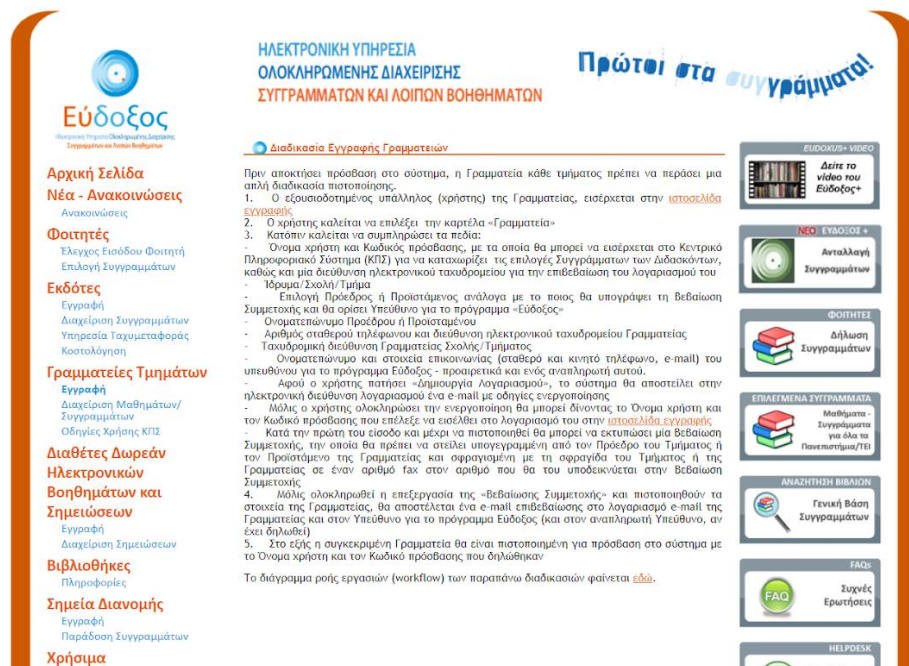 ΗΛΕΚΤΡΟΝΙΚΗ ΥΠΗΡΕΣΙΑ
ΟΛΟΚΛΗΡΩΜΕΝΗΣ ΔΙΑΧΕΙΡΙΣΗΣ
ΣΥΓΓΡΑΜΜΑΤΩΝ ΚΑΙ ΛΟΙΠΩΝ ΒΟΗΘΗΜΑΤΩΝ
Πρώτοι στα συγγράμματα!
Εύδοξος
Ηλεκτρονική Υπηρεσία Ολοκληρωμένης Διαχείρισης
Συγγραμμάτων και Λοιπών Βοηθημάτων
Αρχική Σελίδα
Νέα - Ανακοινώσεις
Ανακοινώσεις
Φοιτητές
Έλεγχος Εισόδου Φοιτητή
Επιλογή Συγγραμμάτων
Εκδότες
Εγγραφή
Διαχείριση Συγγραμμάτων
Υπηρεσία Ταχυμεταφοράς
Κοστολόγηση
Γραμματείες Τμημάτων
Εγγραφή
Διαχείριση Μαθημάτων/
Συγγραμμάτων
Οδηγίες Χρήσης ΚΠΣ
Διαθέτες Δωρεάν
Ηλεκτρονικών
Βοηθημάτων και
Σημειώσεων
Εγγραφή
Διαχείριση Σημειώσεων
Βιβλιοθήκες
Πληροφορίες
Σημεία Διανομής
Εγγραφή
Παράδοση Συγγραμμάτων
Χρήσιμα
Διαδικασία Εγγραφής Γραμματειών
Πριν αποκτήσει πρόσβαση στο σύστημα, η Γραμματεία κάθε τμήματος πρέπει να περάσει μια
απλή διαδικασία πιστοποίησης.
1. Ο εξουσιοδοτημένος υπάλληλος (χρήστης) της Γραμματείας, εισέρχεται στην ιστοσελίδα
εγγραφής
2. Ο χρήστης καλείται να επιλέξει την καρτέλα «Γραμματεία»
3. Κατόπιν καλείται να συμπληρώσει τα πεδία:
- Όνομα χρήστη και Κωδικός πρόσβασης, με τα οποία θα μπορεί να εισέρχεται στο Κεντρικό
Πληροφοριακό Σύστημα (ΚΠΣ) για να καταχωρίζει τις επιλογές Συγγράμματων των Διδασκόντων,
καθώς και μία διεύθυνση ηλεκτρονικού ταχυδρομείου για την επιβεβαίωση του λογαριασμού του
- Ίδρυμα/Σχολή/Τμήμα
- Επιλογή Πρόεδρος ή Προϊστάμενος ανάλογα με το ποιος θα υπογράψει τη Βεβαίωση
Συμμετοχής και θα ορίσει Υπεύθυνο για το πρόγραμμα «Εύδοξος»
- Ονοματεπώνυμο Προέδρου ή Προϊσταμένου
- Αριθμός σταθερού τηλέφωνου και διεύθυνση ηλεκτρονικού ταχυδρομείου Γραμματείας
- Ταχυδρομική διεύθυνση Γραμματείας Σχολής/Τμήματος
- Ονοματεπώνυμο και στοιχεία επικοινωνίας (σταθερό και κινητό τηλέφωνο, e-mail) του
υπευθύνου για το πρόγραμμα Εύδοξος - προαιρετικά και ενός αναπληρωτή αυτού.
- Αφού ο χρήστης πατήσει «Δημιουργία Λογαριασμού», το σύστημα θα αποστείλει στην
ηλεκτρονική διεύθυνση λογαριασμού ένα e-mail με οδηγίες ενεργοποίησης
- Μόλις ο χρήστης ολοκληρώσει την ενεργοποίηση θα μπορεί δίνοντας το Όνομα χρήστη και
τον Κωδικό πρόσβασης που επέλεξε να εισέλθει στο λογαριασμό του στην ιστοσελίδα εγγραφής
- Κατά την πρώτη του είσοδο και μέχρι να πιστοποιηθεί θα μπορεί να εκτυπώσει μία Βεβαίωση
Συμμετοχής, την οποία θα πρέπει να στείλει υπογεγραμμένη από τον Πρόεδρο του Τμήματος ή
τον Προϊστάμενο της Γραμματείας και σφραγισμένη με τη σφραγίδα του Τμήματος ή της
Γραμματείας σε έναν αριθμό fax στον αριθμό που θα του υποδεικνύεται στην Βεβαίωση
Συμμετοχής
4. Μόλις ολοκληρωθεί η επεξεργασία της «Βεβαίωσης Συμμετοχής» και πιστοποιηθούν τα
στοιχεία της Γραμματείας, θα αποστέλεται ένα e-mail επιβεβαίωσης στο λογαριασμό e-mail της
Γραμματείας και στον Υπεύθυνο για το πρόγραμμα Εύδοξος (και στον αναπληρωτή Υπεύθυνο, αν
έχει δηλωθεί)
5. Στο εξής η συγκεκριμένη Γραμματεία θα είναι πιστοποιημένη για πρόσβαση στο σύστημα με
το Όνομα χρήστη και τον Κωδικό πρόσβασης που δηλώθηκαν
Το διάγραμμα ροής εργασιών (workflow) των παραπάνω διαδικασιών φαίνεται εδώ.
EUDOXUS+ VIDEO
Δείτε το
video του
Εύδοξος+
NEO ΕΥΔΟΞΟΣ +
Ανταλλαγή
Συγγραμμάτων
ΦΟΙΤΗΤΕΣ
Δήλωση
Συγγραμμάτων
ΕΠΙΛΕΓΜΕΝΑ ΣΥΓΓΡΑΜΜΑΤΑ
Μαθήματα -
Συγγράμματα
για όλα τα
Πανεπιστήμια/ΤΕΙ
ΑΝΑΖΗΤΗΣΗ ΒΙΒΛΙΩΝ
Γενική Βάση
Συγγραμμάτων
FAQs
FAQ
Συχνές
Ερωτήσεις
HELPDESK